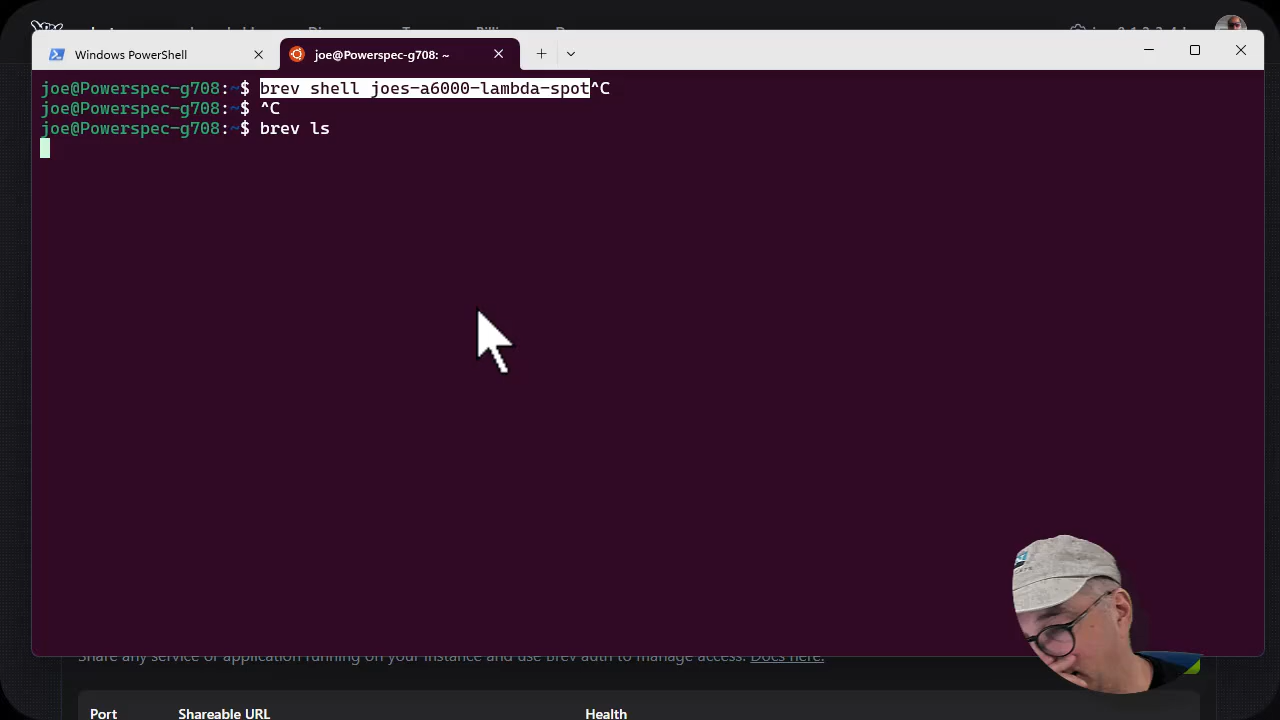 Windows PowerShell
joe@Powerspec-g708: ~
joe@Powerspec-g708:~$ brev shell joes-a6000-lambda-spot^C
joe@Powerspec-g708:~$ ^C
joe@Powerspec-g708:~$ brev ls
Share any service or application running on your instance and use Brev auth to manage access. Docs here.
Port Shareable URL Health